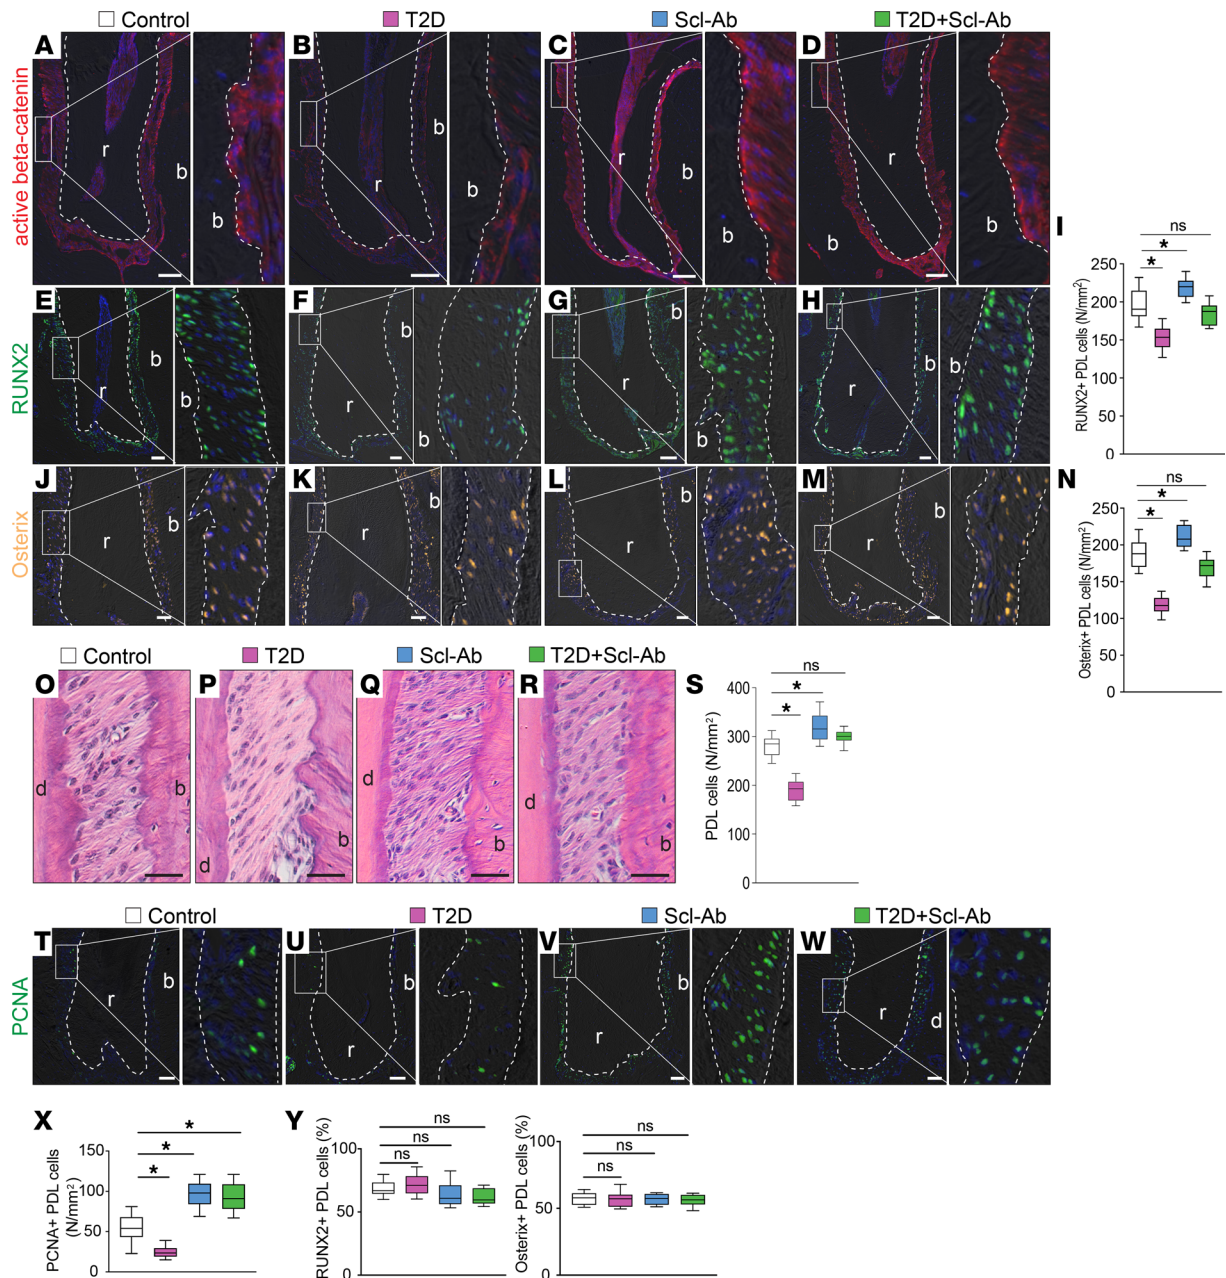 Control T2D Scl-Ab T2D+Scl-Ab
A B C D
active beta-catenin
r b b
r b b
r b b
r b b
E F G H
RUNX2
r b b
r b b
r b b
r b b
I
ns
*
*
250
200
150
100
50
0
RUNX2+ PDL cells (N/mm²)
J K L M
Osterix
r b
r b
r b
r b
N
ns
*
*
250
200
150
100
50
0
Osterix+ PDL cells (N/mm²)
Control T2D Scl-Ab T2D+Scl-Ab
O P Q R
d b
d b
d b
d b
S
ns
*
*
400
300
200
100
0
PDL cells (N/mm²)
Control T2D Scl-Ab T2D+Scl-Ab
T U V W
PCNA
r b
r b
r b
r d
X
*
*
*
150
100
50
0
PCNA+ PDL cells
(N/mm²)
Y
ns
ns
ns
100
50
0
RUNX2+ PDL cells (%)
ns
ns
ns
100
50
0
Osterix+ PDL cells (%)